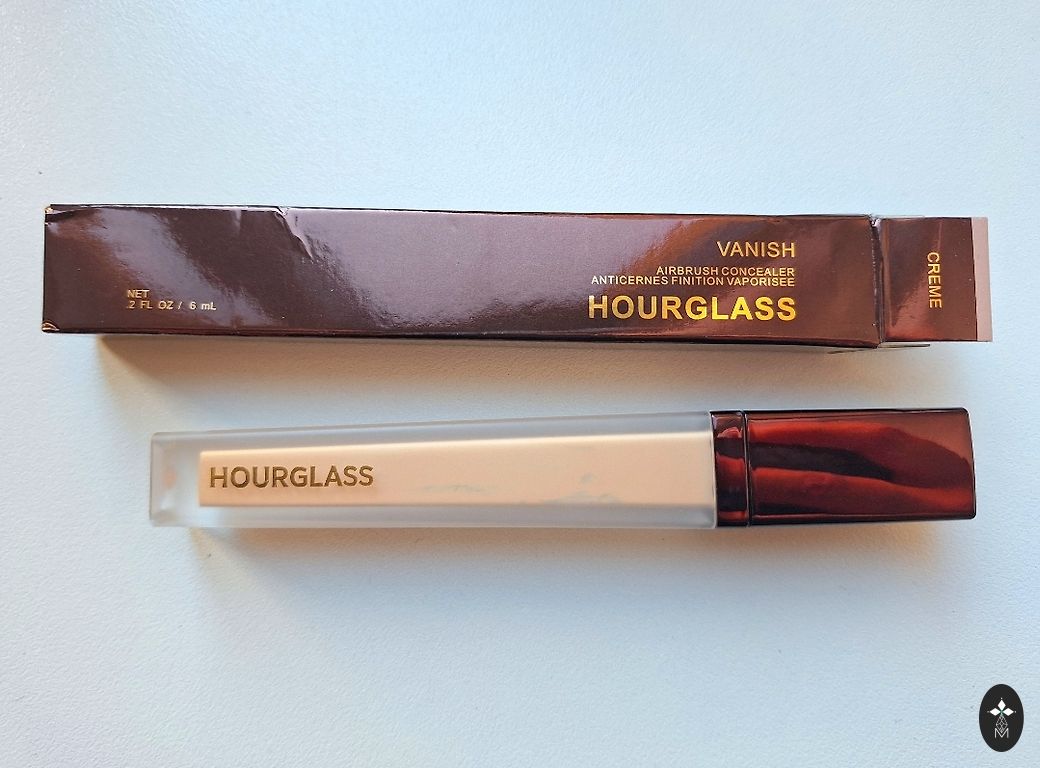 VANISH
AIRBRUSH CONCEALER
ANTICERNES FINITION VAPORISEE
HOURGLASS
NET
.2 FL OZ / 6 mL
CREME
HOURGLASS
M